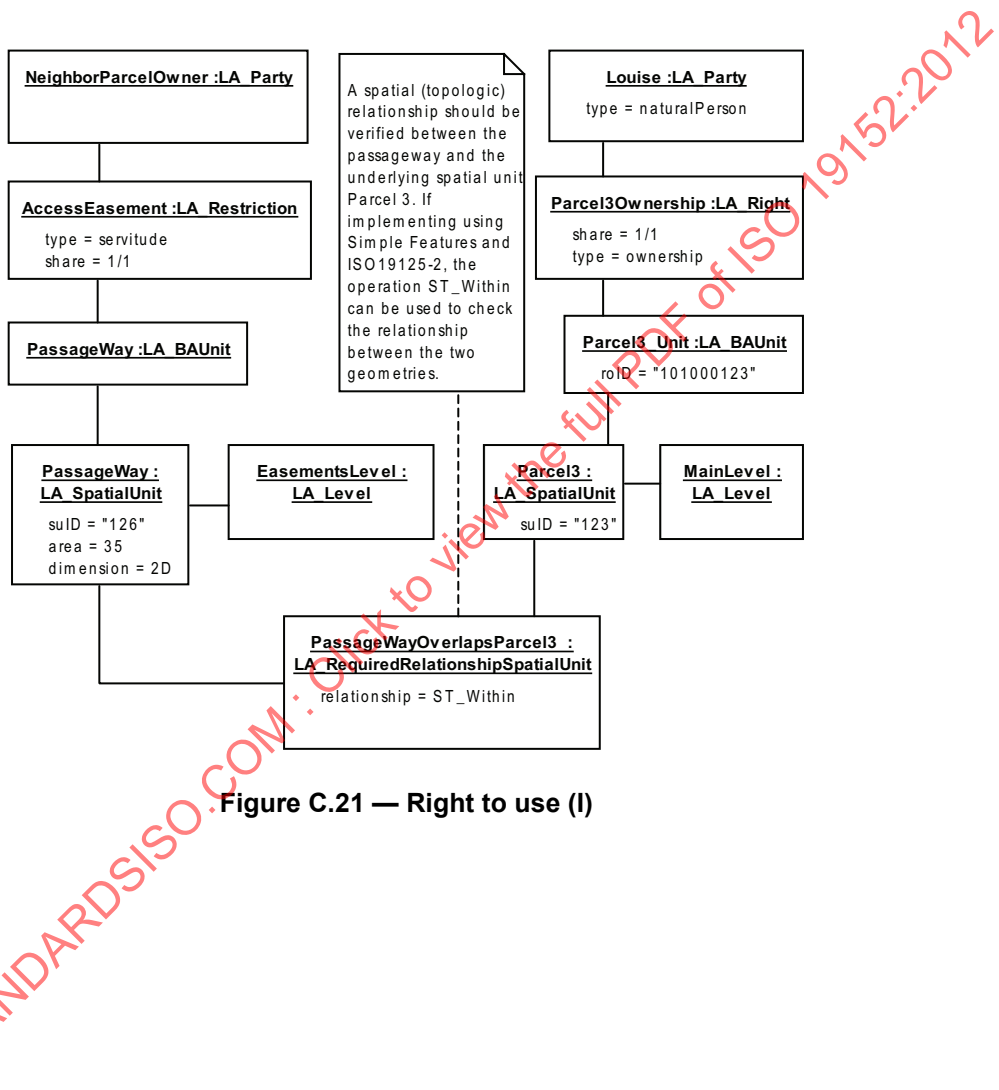 NeighborParcelOwner :LA_Party
AccessEasement :LA_Restriction
type = servitude
share = 1/1
PassageWay :LA_BAUnit
PassageWay :
LA_SpatialUnit
suID = "126"
area = 35
dimension = 2D
EasementsLevel :
LA_Level
A spatial (topologic)
relationship should be
verified between the
passageway and the
underlying spatial unit
Parcel 3. If
implementing using
Simple Features and
ISO19125-2, the
operation ST_Within
can be used to check
the relationship
between the two
geometries.
Louise :LA_Party
type = naturalPerson
Parcel3Ownership :LA_Right
share = 1/1
type = ownership
Parcel3_Unit :LA_BAUnit
roID = "101000123"
Parcel3 :
LA_SpatialUnit
suID = "123"
MainLevel :
LA_Level
PassageWayOverlapsParcel3 :
LA_RequiredRelationshipSpatialUnit
relationship = ST_Within
Figure C.21 — Right to use (I)
NDARDSISO.COM : Click to view the full PDF of ISO 19152:2012